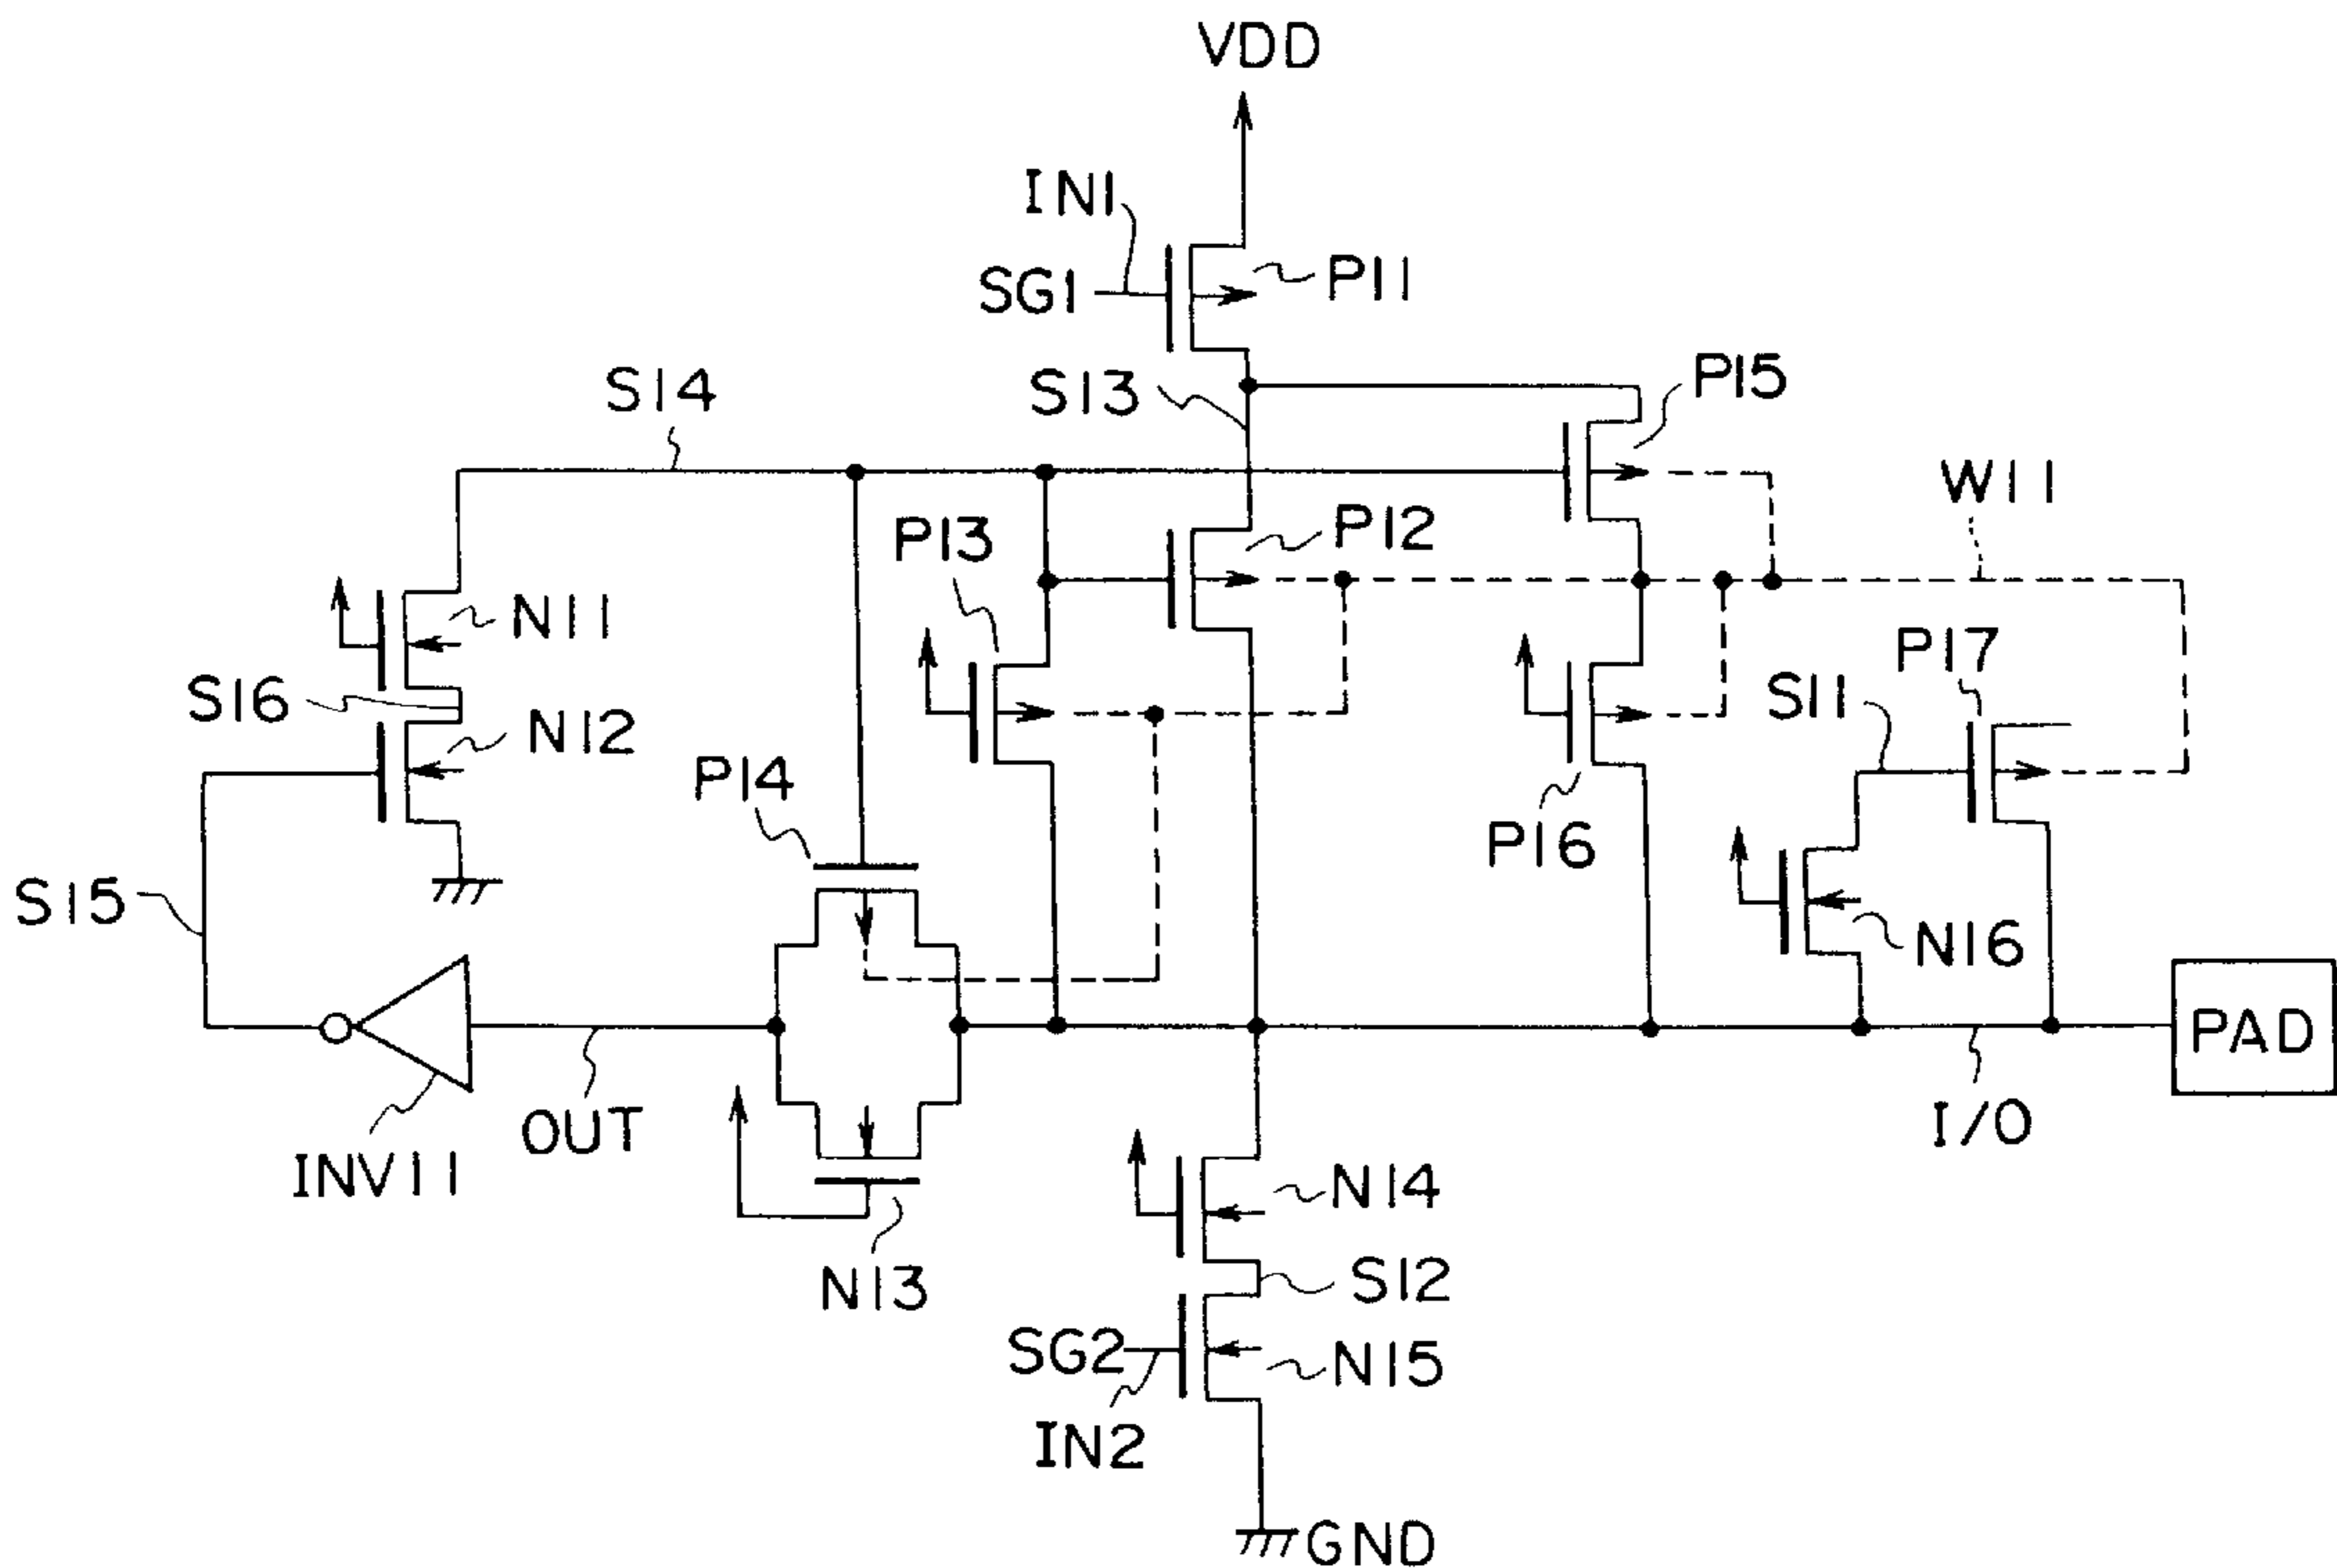 VDD
IN1
SG1
P11
S13
P15
S14
W11
P13
P12
N11
P17
S16
S11
N12
P14
P16
S15
N16
PAD
OUT
I/O
INV11
N14
N13
S12
SG2
N15
IN2
GND